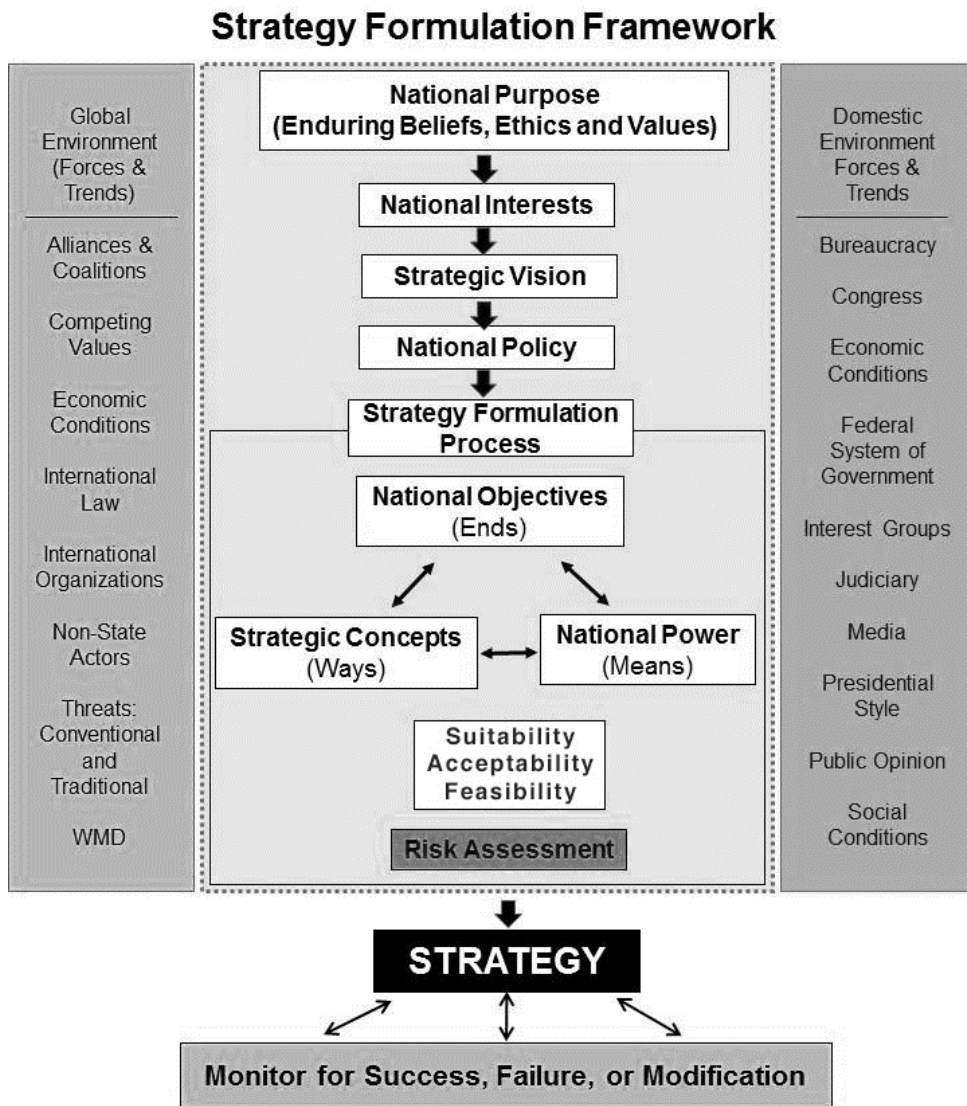 Strategy Formulation Framework
Global
Environment
(Forces &
Trends)
Alliances &
Coalitions
Competing
Values
Economic
Conditions
International
Law
International
Organizations
Non-State
Actors
Threats:
Conventional
and
Traditional
WMD
National Purpose
(Enduring Beliefs, Ethics and Values)
National Interests
Strategic Vision
National Policy
Strategy Formulation
Process
National Objectives
(Ends)
Strategic Concepts
(Ways)
National Power
(Means)
Suitability
Acceptability
Feasibility
Risk Assessment
Domestic
Environment
Forces &
Trends
Bureaucracy
Congress
Economic
Conditions
Federal
System of
Government
Interest Groups
Judiciary
Media
Presidential
Style
Public Opinion
Social
Conditions
STRATEGY
Monitor for Success, Failure, or Modification